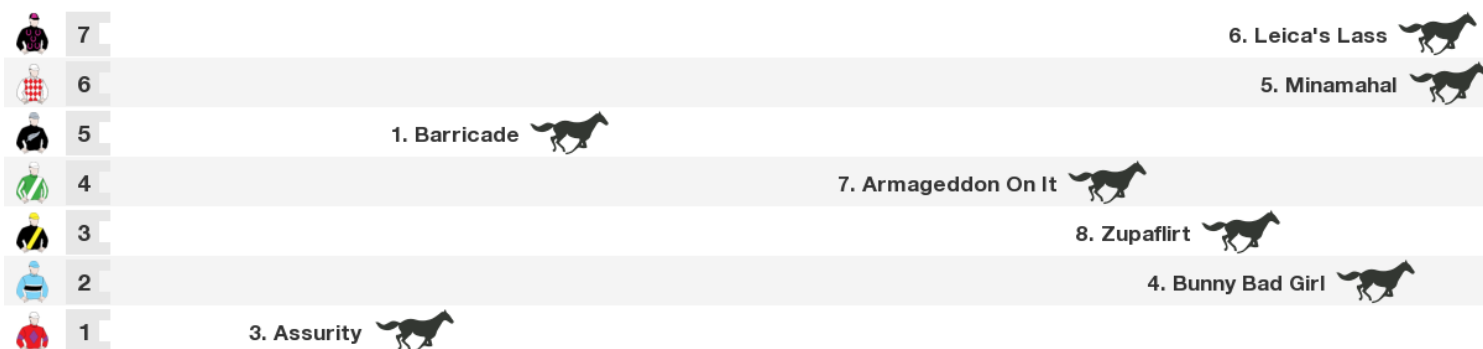 7 6. Leica's Lass
6 5. Minamahal
5 1. Barricade
4 7. Armageddon On It
3 8. Zupaflirt
2 4. Bunny Bad Girl
1 3. Assurity